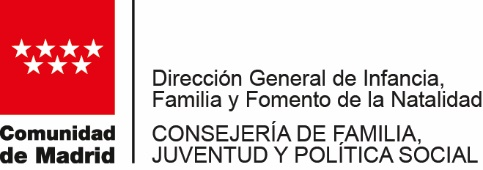 Comunidad
de Madrid
Dirección General de Infancia,
Familia y Fomento de la Natalidad
CONSEJERÍA DE FAMILIA,
JUVENTUD Y POLÍTICA SOCIAL